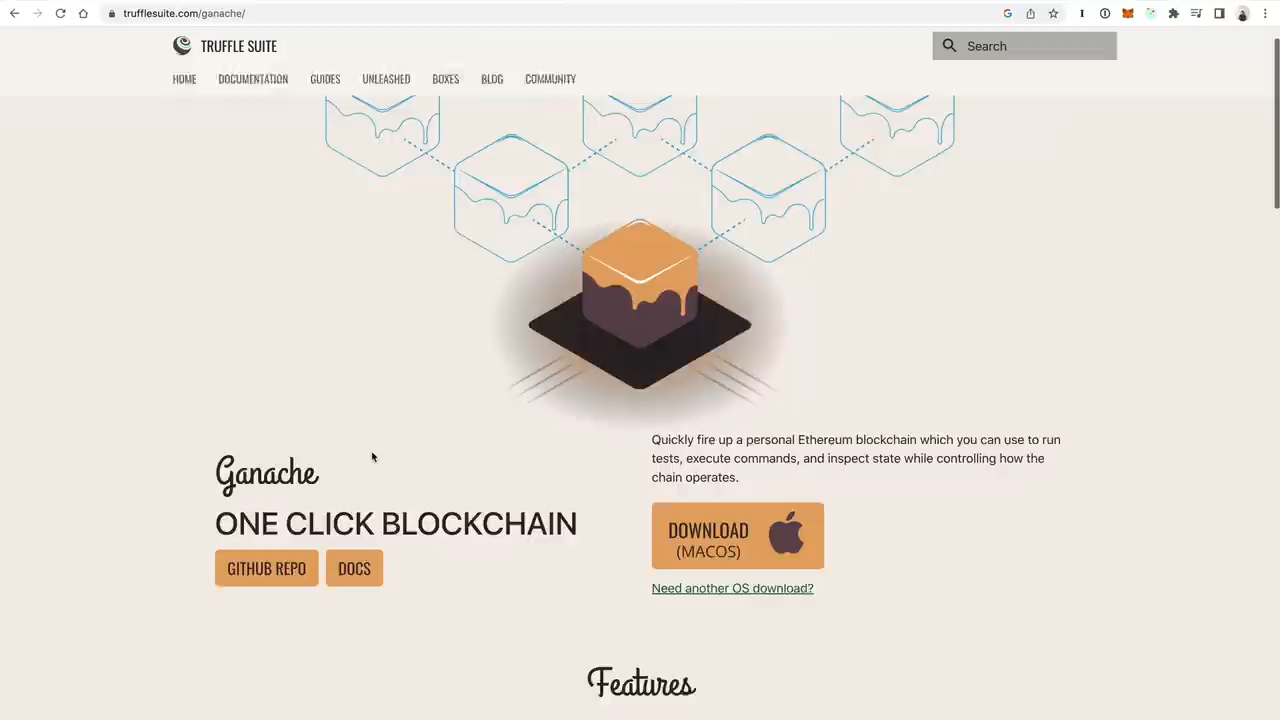 trufflesuite.com/ganache/
TRUFFLE SUITE
Search
HOME DOCUMENTATION GUIDES UNLEASHED BOXES BLOG COMMUNITY
Ganache
ONE CLICK BLOCKCHAIN
GITHUB REPO DOCS
Quickly fire up a personal Ethereum blockchain which you can use to run
tests, execute commands, and inspect state while controlling how the
chain operates.
DOWNLOAD
(MACOS)
Need another OS download?
Features